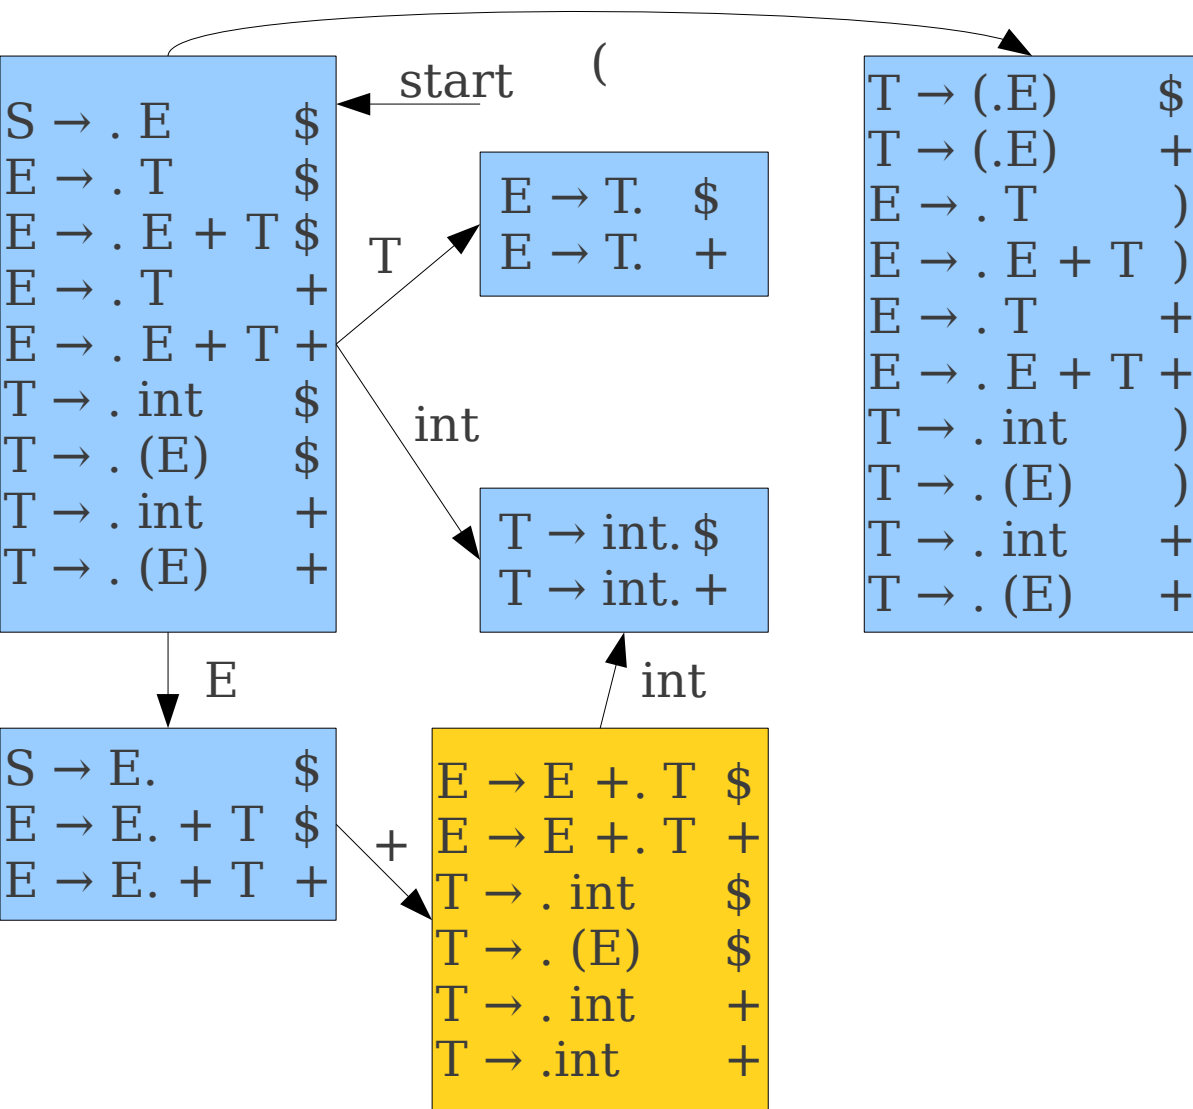 (
start
S → . E $
E → . T $
E → . E + T $
E → . T +
E → . E + T +
T → . int $
T → . (E) $
T → . int +
T → . (E) +
T
E → T. $
E → T. +
int
T → int. $
T → int. +
T → (.E) $
T → (.E) +
E → . T )
E → . E + T )
E → . T +
E → . E + T +
T → . int )
T → . (E) )
T → . int +
T → . (E) +
E
int
S → E. $
E → E. + T $
E → E. + T +
+
E → E +. T $
E → E +. T +
T → . int $
T → . (E) $
T → . int +
T → .int +